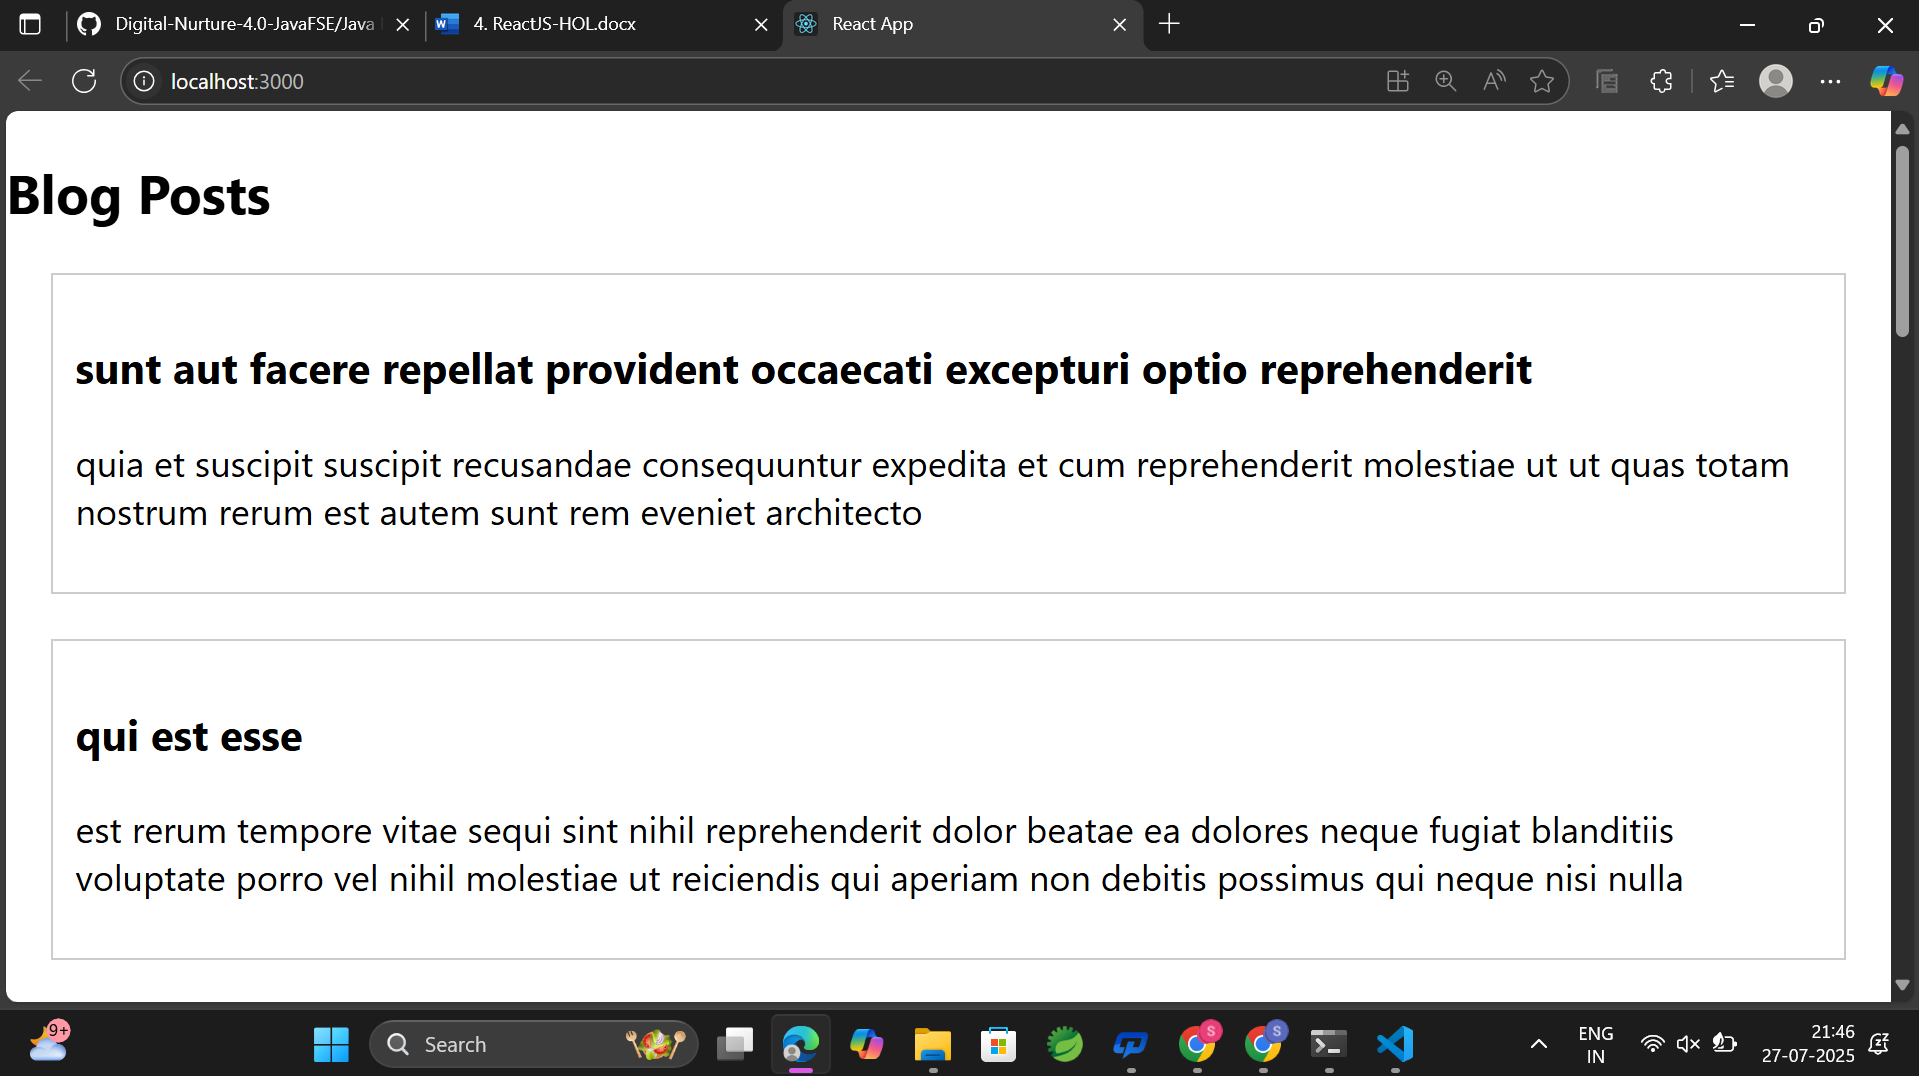 Digital-Nurture-4.0-JavaFSE/Java
4. ReactJS-HOL.docx
React App
localhost:3000
Blog Posts
sunt aut facere repellat provident occaecati excepturi optio reprehenderit
quia et suscipit suscipit recusandae consequuntur expedita et cum reprehenderit molestiae ut ut quas totam
nostrum rerum est autem sunt rem eveniet architecto
qui est esse
est rerum tempore vitae sequi sint nihil reprehenderit dolor beatae ea dolores neque fugiat blanditiis
voluptate porro vel nihil molestiae ut reiciendis qui aperiam non debitis possimus qui neque nisi nulla
9+
Search
S
S
ENG
IN
21:46
27-07-2025